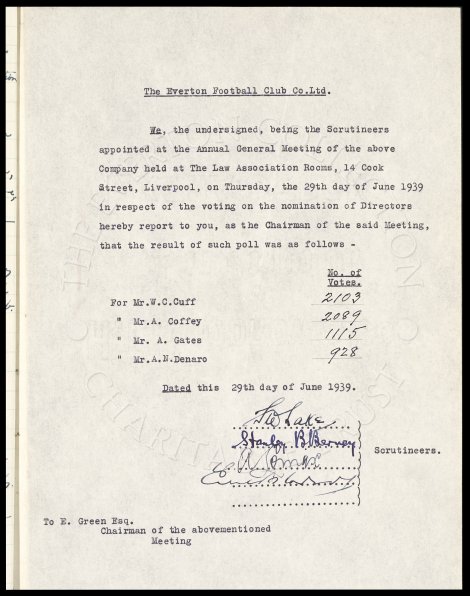 The Everton Football Club Co.Ltd.
We, the undersigned, being the Scrutineers
appointed at the Annual General Meeting of the above
Company held at The Law Association Rooms, 14 Cook
Street, Liverpool, on Thursday, the 29th day of June 1939
in respect of the voting on the nomination of Directors
hereby report to you, as the Chairman of the said Meeting,
that the result of such poll was as follows -
No. of
Votes.
For Mr.W.C.Cuff 2103
" Mr.A. Coffey 2089
" Mr. A. Gates 1115
" Mr.A.N.Denaro 928
Dated this 29th day of June 1939.
Lake
Stanley B Berney
Scrutineers.
To E. Green Esq.
Chairman of the abovementioned
Meeting
CHARITABLE TRUST